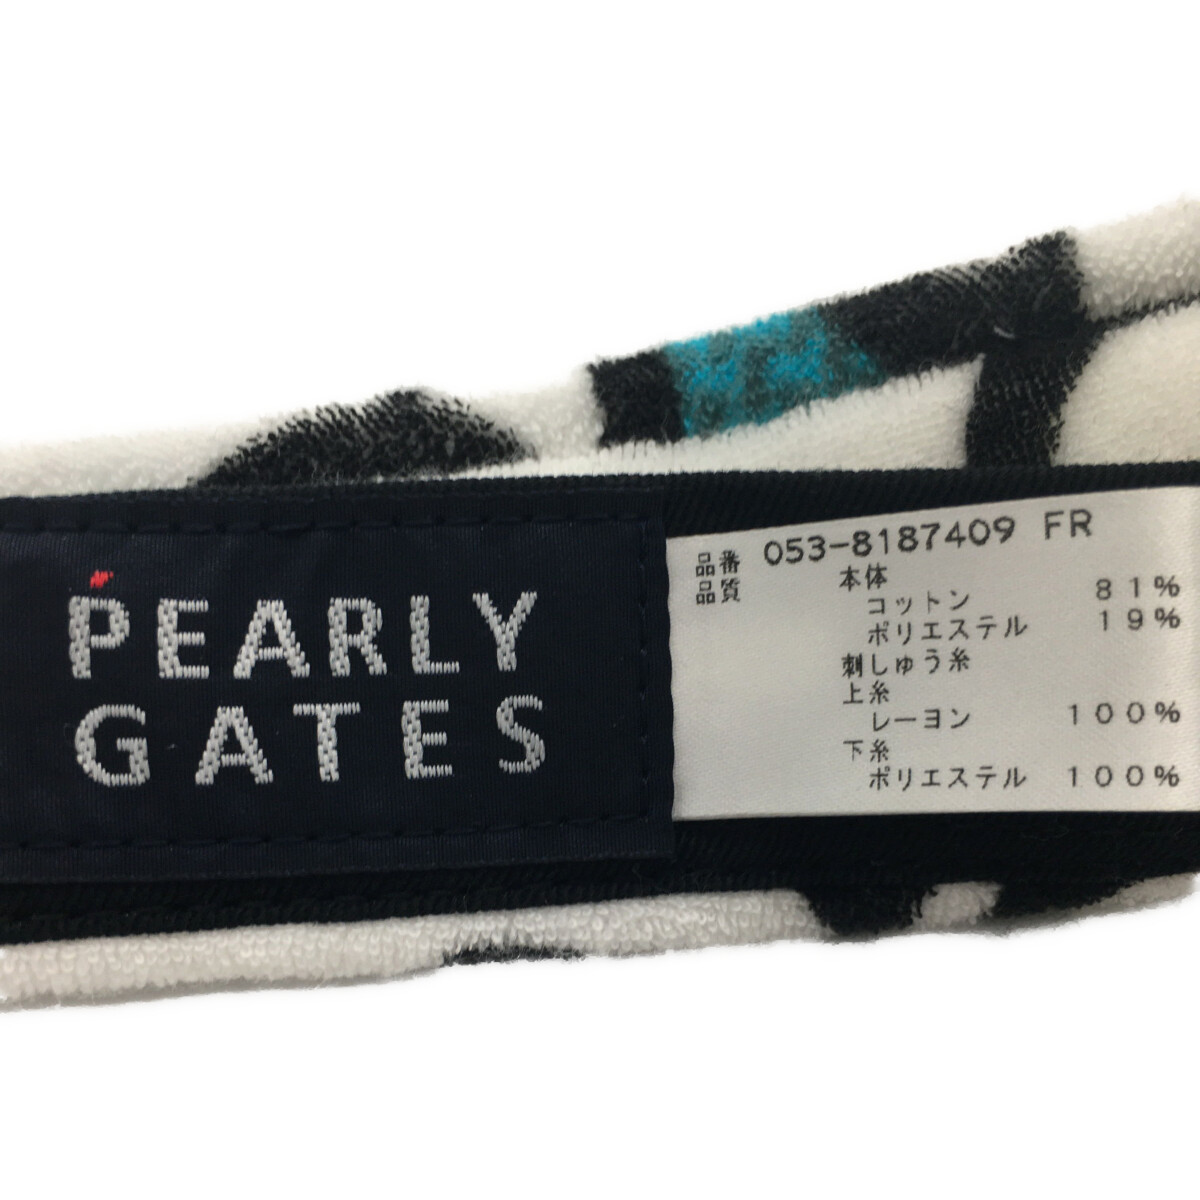 PEARLY
GATES
品番 053-8187409 FR
品質 本体
コットン 81%
ポリエステル 19%
刺しゅう糸
上糸
レーヨン 100%
下糸
ポリエステル 100%